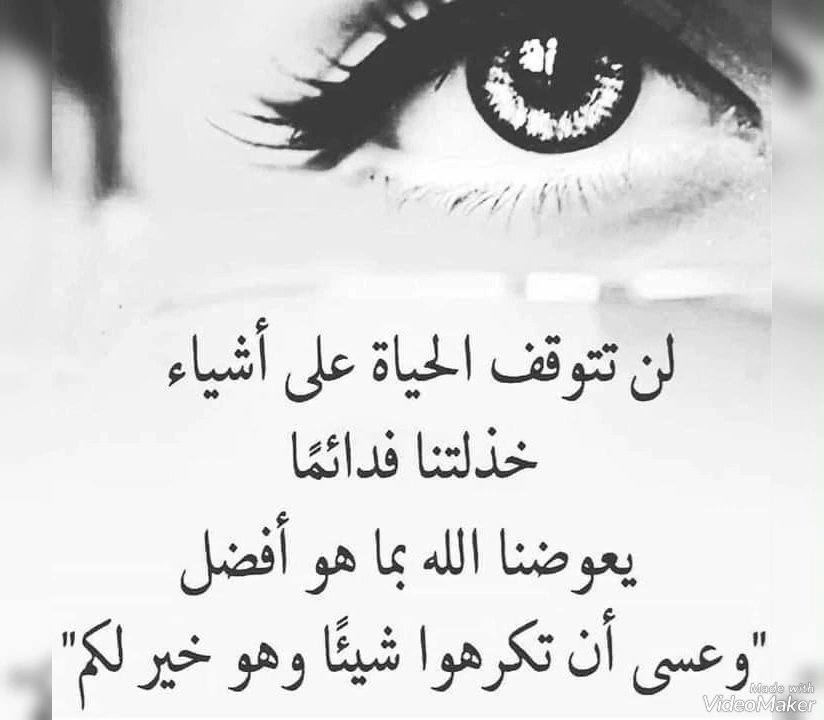 لن تتوقف الحياة على أشياء
خذلتنا فدائمًا
يعوضنا الله بما هو أفضل
"وعسى أن تكرهوا شيئًا وهو خير لكم"
Made with
VideoMaker